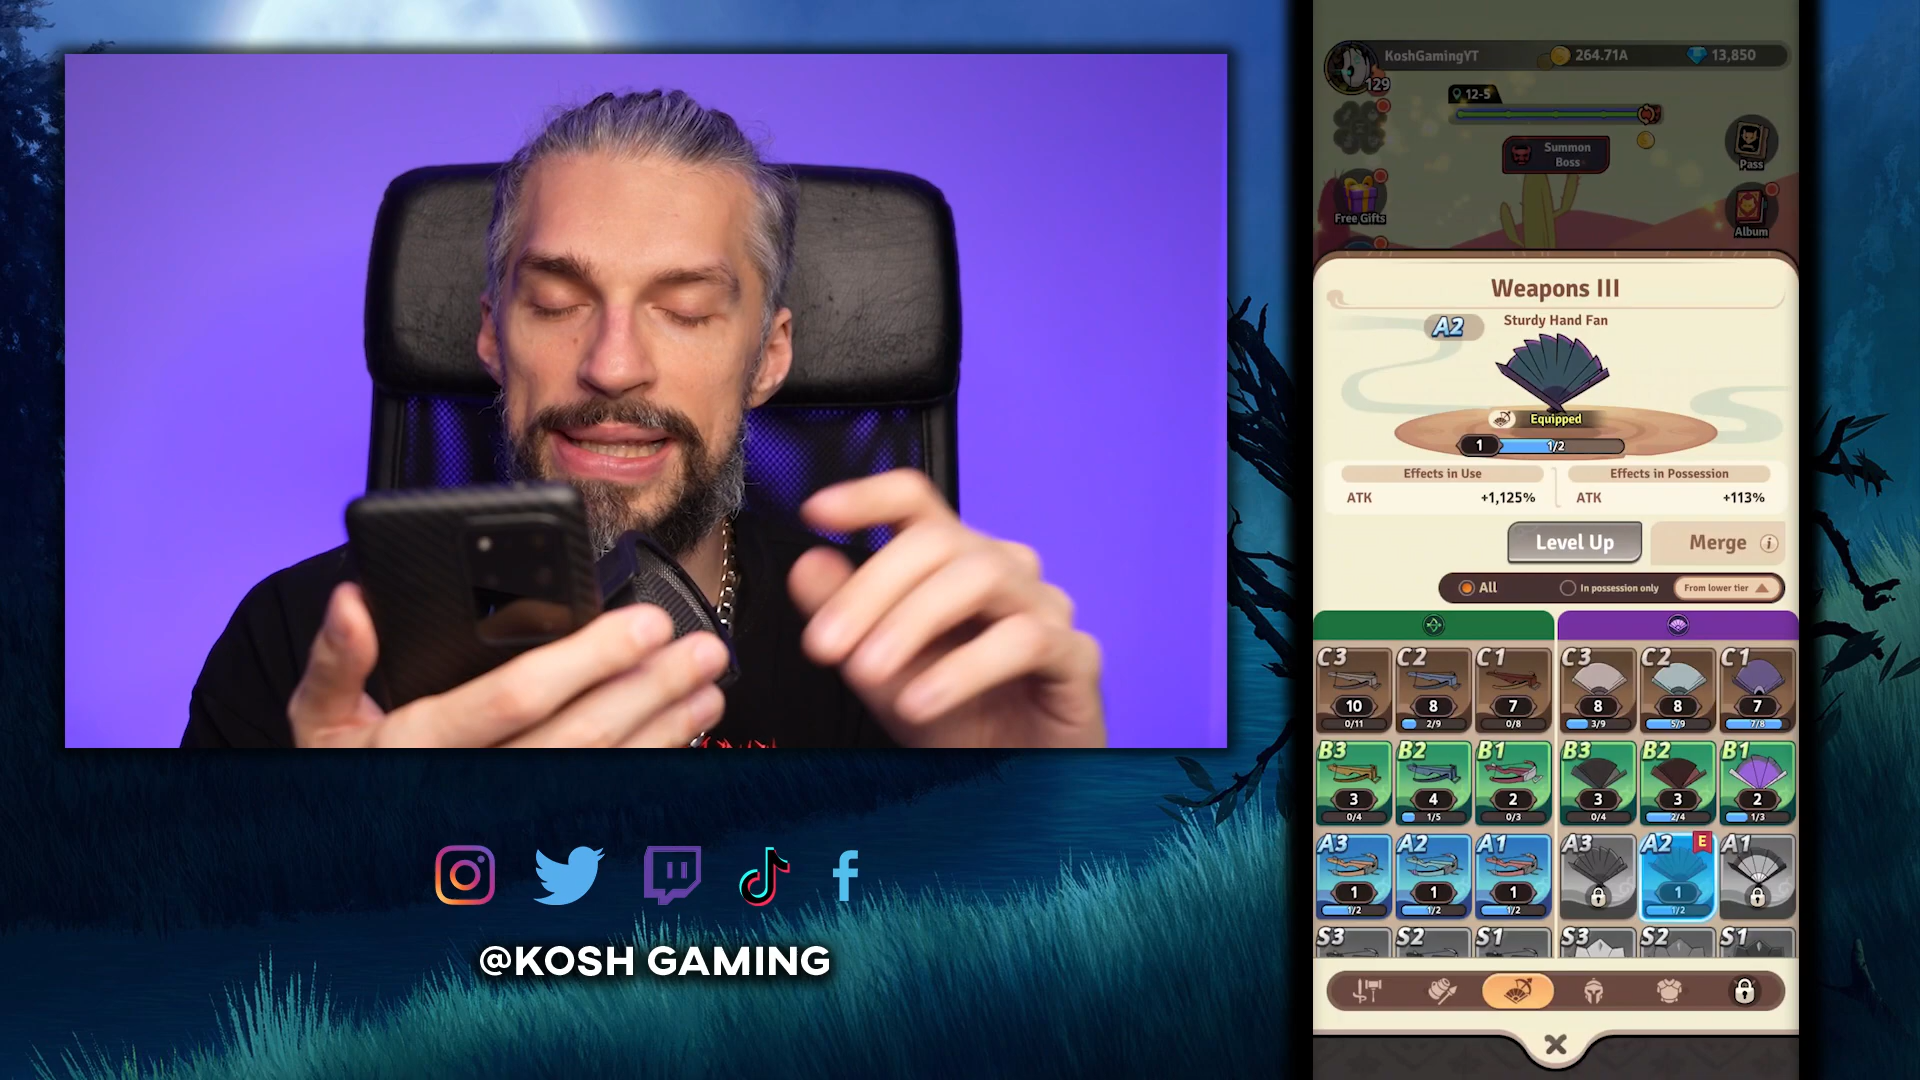 KoshGamingYT
264.71A
13,850
129
12-5
Summon
Boss
Pass
Free Gifts
Album
Weapons III
A2
Sturdy Hand Fan
Equipped
1
1/2
Effects in Use
Effects in Possession
ATK +1,125%
ATK +113%
Level Up
Merge
i
All
In possession only
From lower tier
C3 C2 C1 C3 C2 C1
10 8 7 8 8 7
0/11 2/9 0/8 3/9 5/9 7/8
B3 B2 B1 B3 B2 B1
3 4 2 3 3 2
0/4 1/5 0/3 0/4 2/4 1/3
A3 A2 A1 A3 A2 E A1
1 1 1 1
1/2 1/2 1/2 1/2
S3 S2 S1 S3 S2 S1
@KOSH GAMING